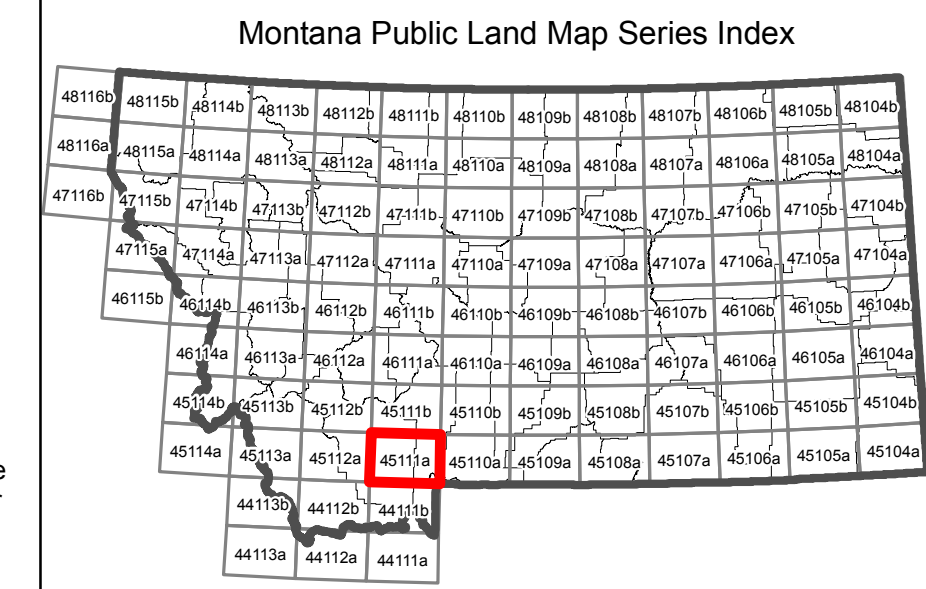 Montana Public Land Map Series Index
48116b 48115b 48114b 48113b 48112b 48111b 48110b 48109b 48108b 48107b 48106b 48105b 48104b
48116a 48115a 48114a 48113a 48112a 48111a 48110a 48109a 48108a 48107a 48106a 48105a 48104a
47116b 47115b 47114b 47113b 47112b 47111b 47110b 47109b 47108b 47107b 47106b 47105b 47104b
47115a 47114a 47113a 47112a 47111a 47110a 47109a 47108a 47107a 47106a 47105a 47104a
46115b 46114b 46113b 46112b 46111b 46110b 46109b 46108b 46107b 46106b 46105b 46104b
46114a 46113a 46112a 46111a 46110a 46109a 46108a 46107a 46106a 46105a 46104a
45114b 45113b 45112b 45111b 45110b 45109b 45108b 45107b 45106b 45105b 45104b
45114a 45113a 45112a 45111a 45110a 45109a 45108a 45107a 45106a 45105a 45104a
44113b 44112b 44111b
44113a 44112a 44111a